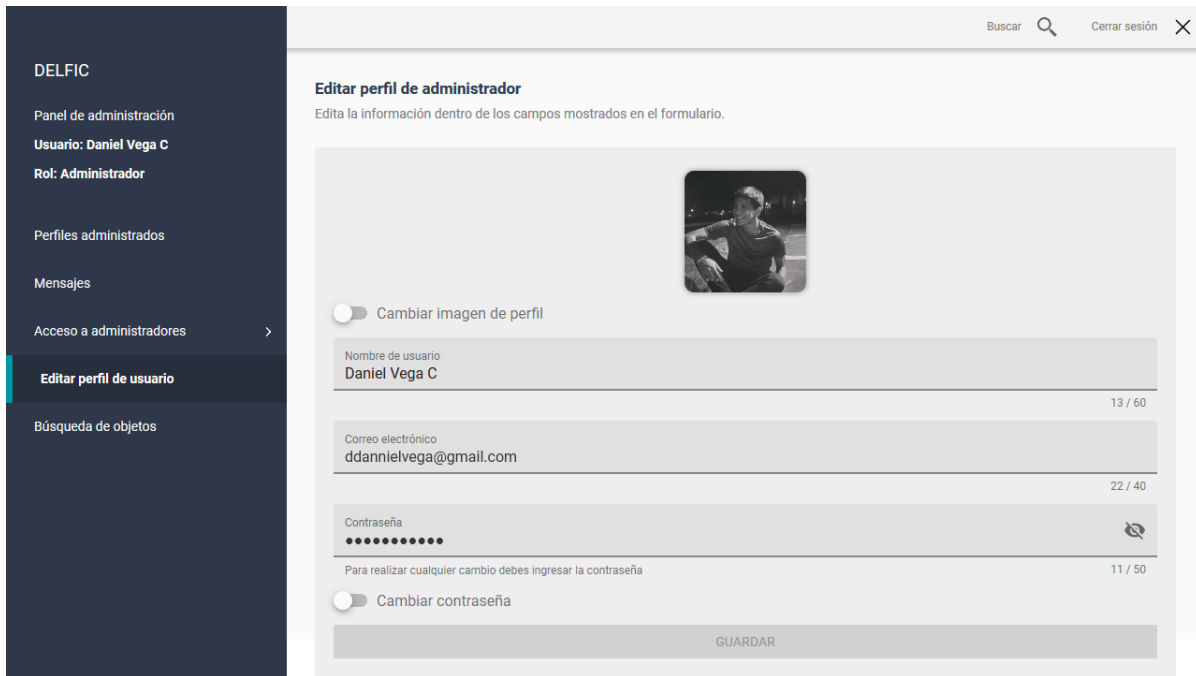 Buscar
Cerrar sesión
DELFIC
Panel de administración
Usuario: Daniel Vega C
Rol: Administrador
Perfiles administrados
Mensajes
Acceso a administradores
Editar perfil de usuario
Búsqueda de objetos
Editar perfil de administrador
Edita la información dentro de los campos mostrados en el formulario.
Cambiar imagen de perfil
Nombre de usuario
Daniel Vega C
13 / 60
Correo electrónico
ddannielvega@gmail.com
22 / 40
Contraseña
•••••••••••
Para realizar cualquier cambio debes ingresar la contraseña
11 / 50
Cambiar contraseña
GUARDAR